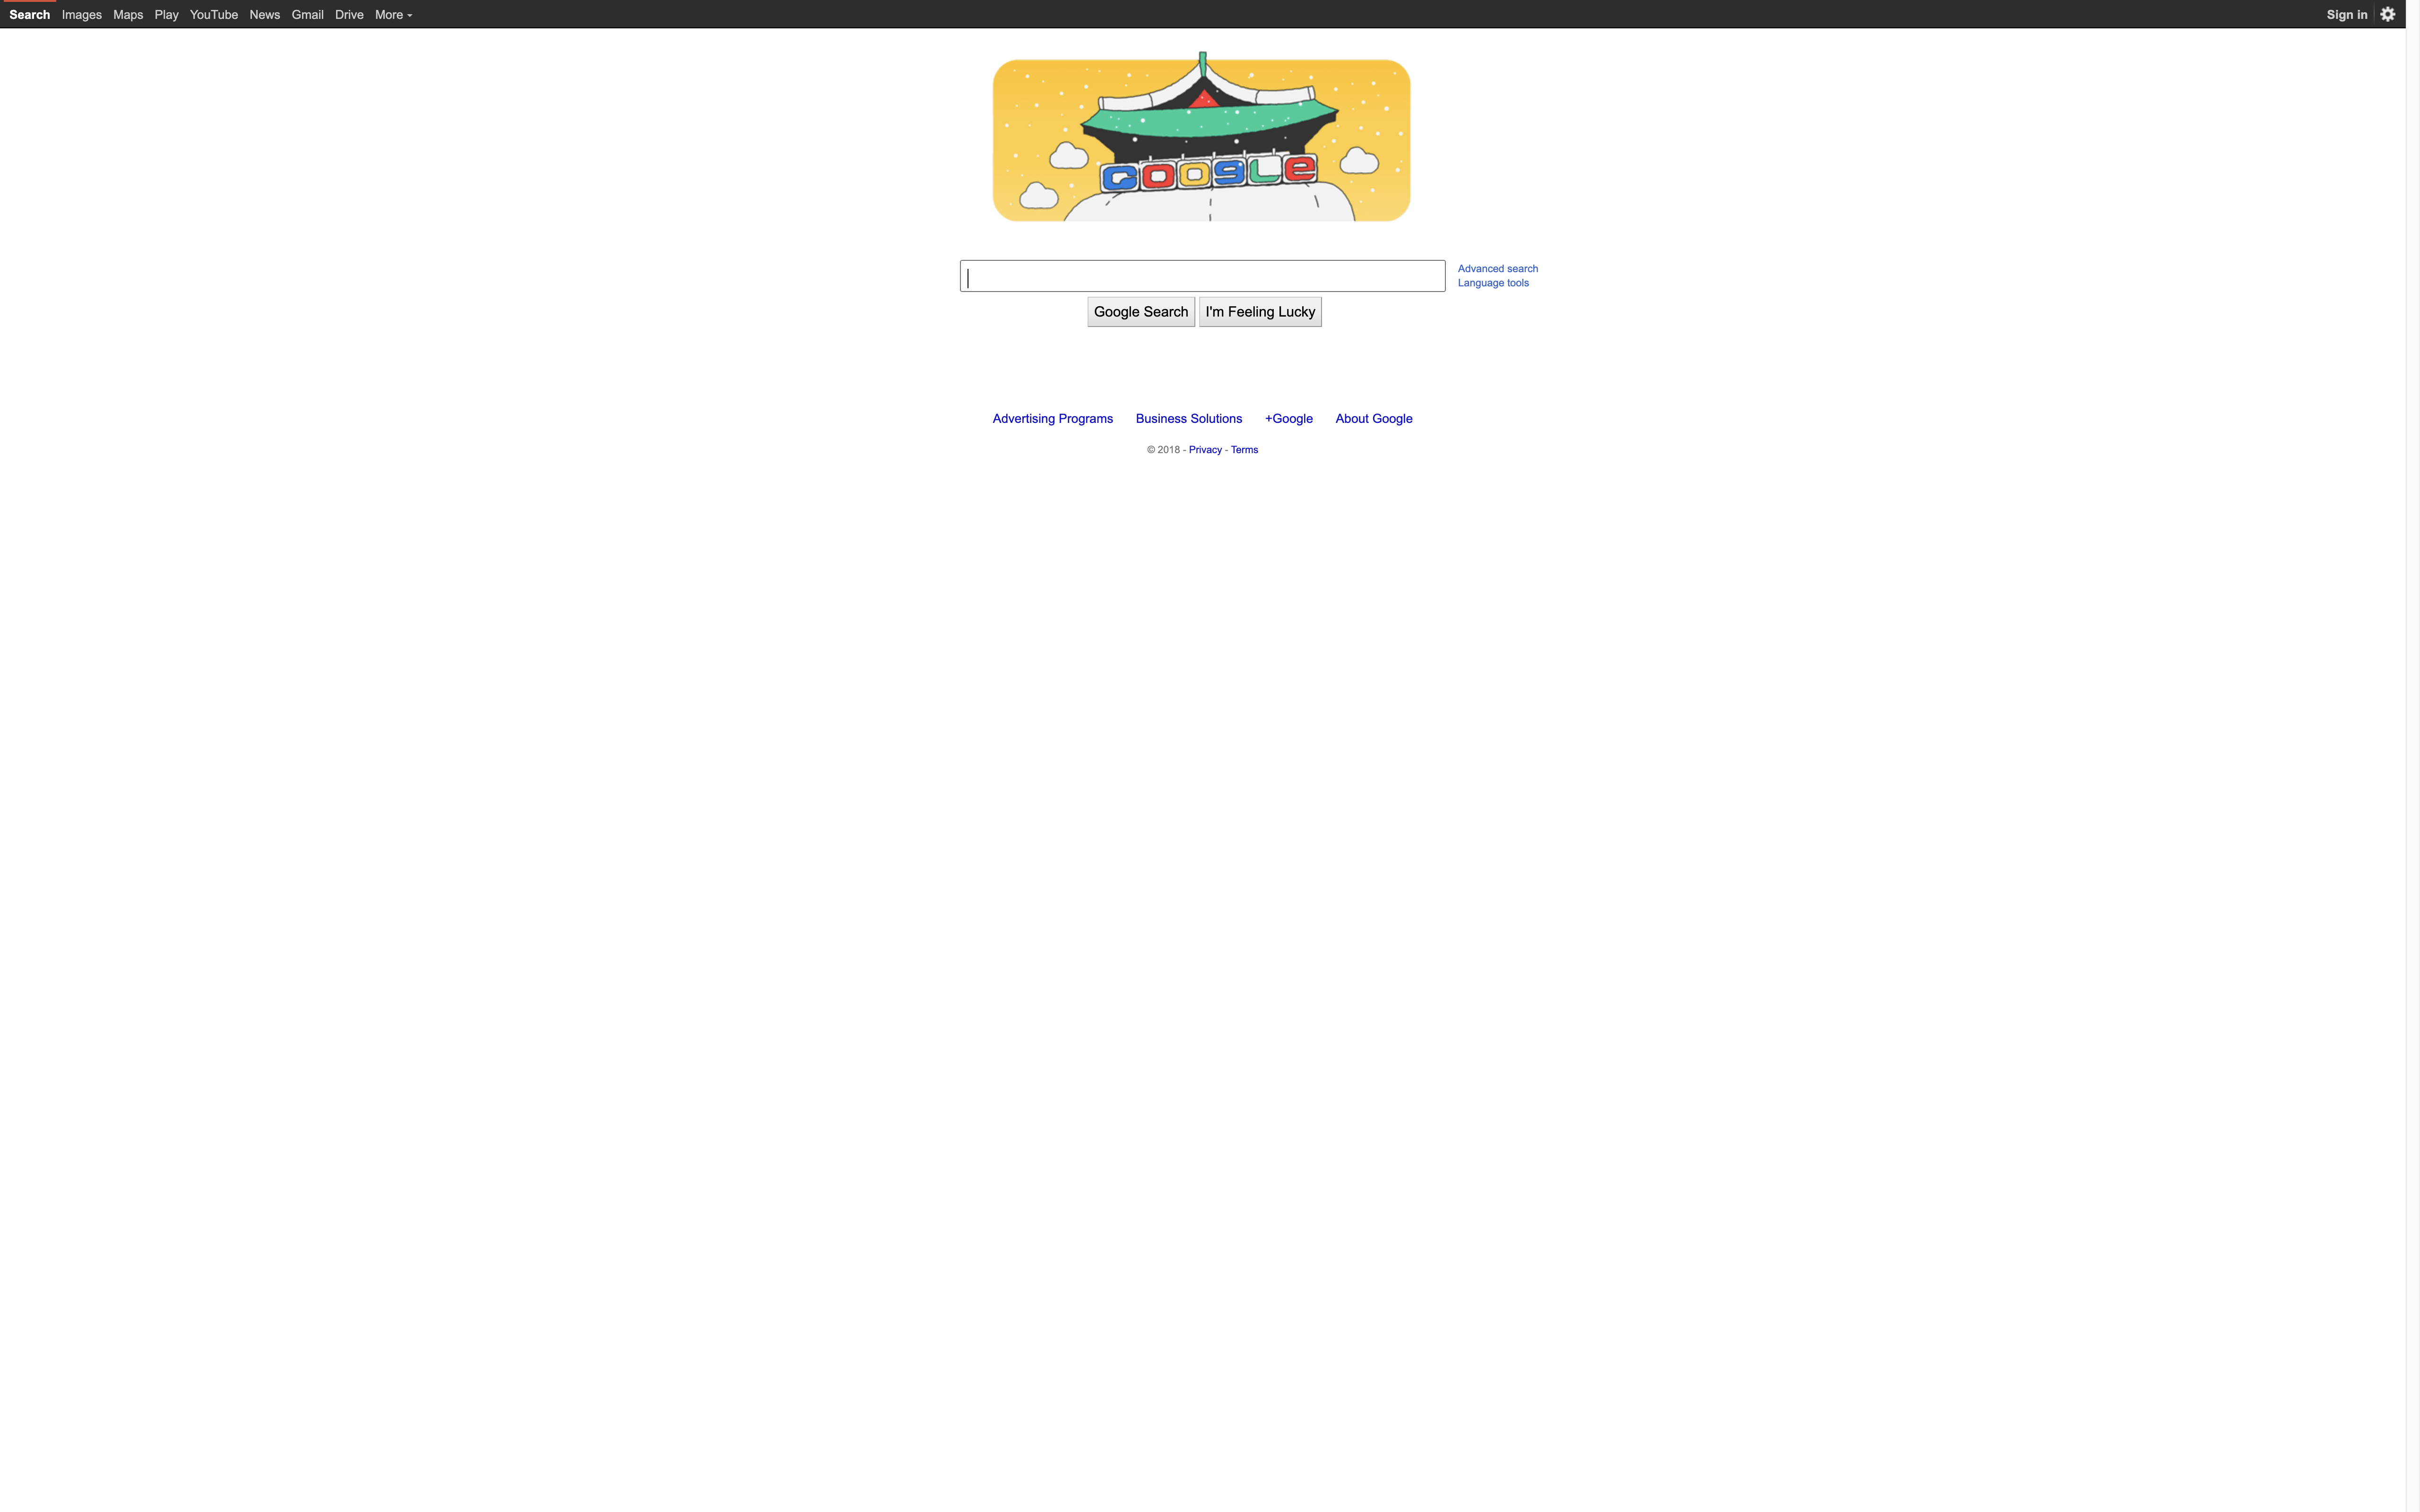 Search Images Maps Play YouTube News Gmail Drive More Sign in
GOOGLe
Advanced search
Language tools
Google Search I'm Feeling Lucky
Advertising Programs Business Solutions +Google About Google
© 2018 - Privacy - Terms